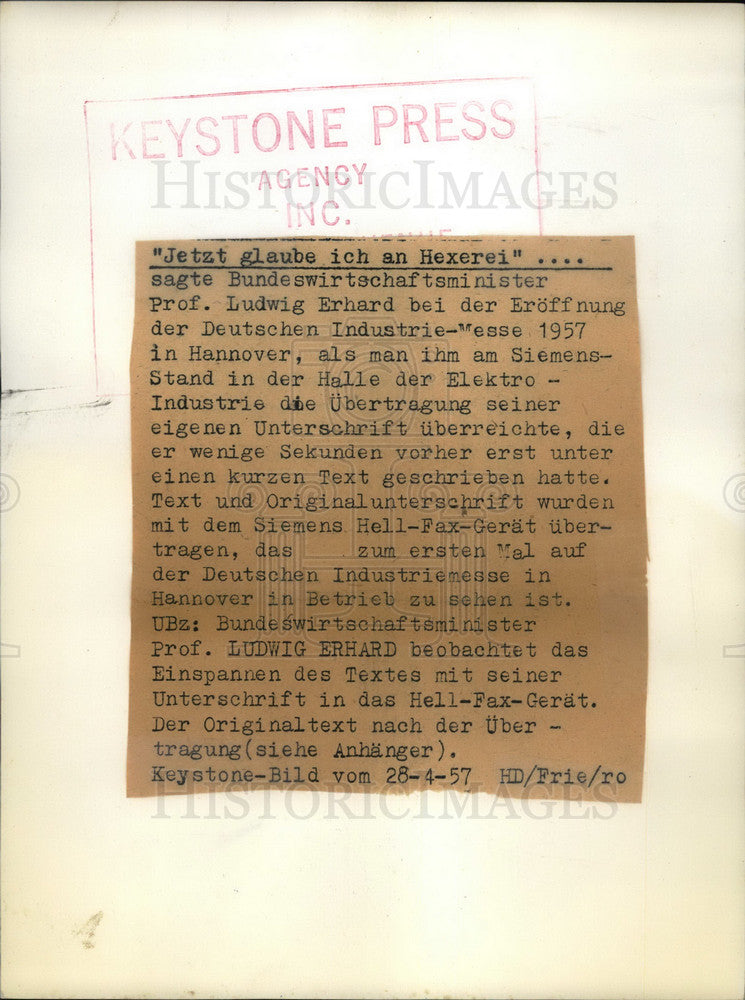 KEYSTONE PRESS
AGENCY
INC.
HISTORICIMAGES
"Jetzt glaube ich an Hexerei" ....
sagte Bundeswirtschaftsminister
Prof. Ludwig Erhard bei der Eröffnung
der Deutschen Industrie-Messe 1957
in Hannover, als man ihm am Siemens-
Stand in der Halle der Elektro -
Industrie die Übertragung seiner
eigenen Unterschrift überreichte, die
er wenige Sekunden vorher erst unter
einen kurzen Text geschrieben hatte.
Text und Originalunterschrift wurden
mit dem Siemens Hell-Fax-Gerät über-
tragen, das zum ersten Mal auf
der Deutschen Industriemesse in
Hannover in Betrieb zu sehen ist.
UBz: Bundeswirtschaftsminister
Prof. LUDWIG ERHARD beobachtet das
Einspannen des Textes mit seiner
Unterschrift in das Hell-Fax-Gerät.
Der Originaltext nach der Über -
tragung(siehe Anhänger).
Keystone-Bild vom 28-4-57 HD/Frie/ro
HISTORICIMAGES